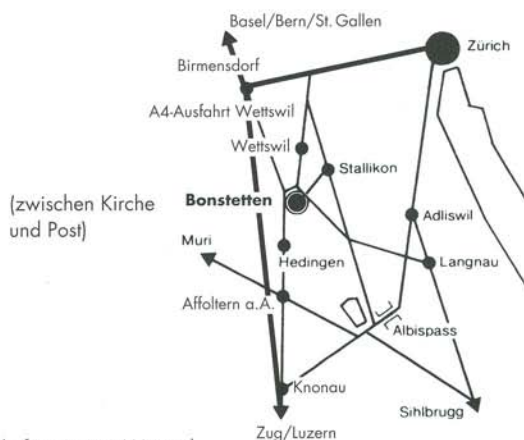 Basel/Bern/St. Gallen
Zürich
Birmensdorf
A4-Ausfahrt Wettswil
Wettswil
Stallikon
(zwischen Kirche
und Post)
Bonstetten
Adliswil
Muri
Hedingen
Langnau
Affoltern a.A.
Albispass
Knonau
Sihlbrugg
Zug/Luzern